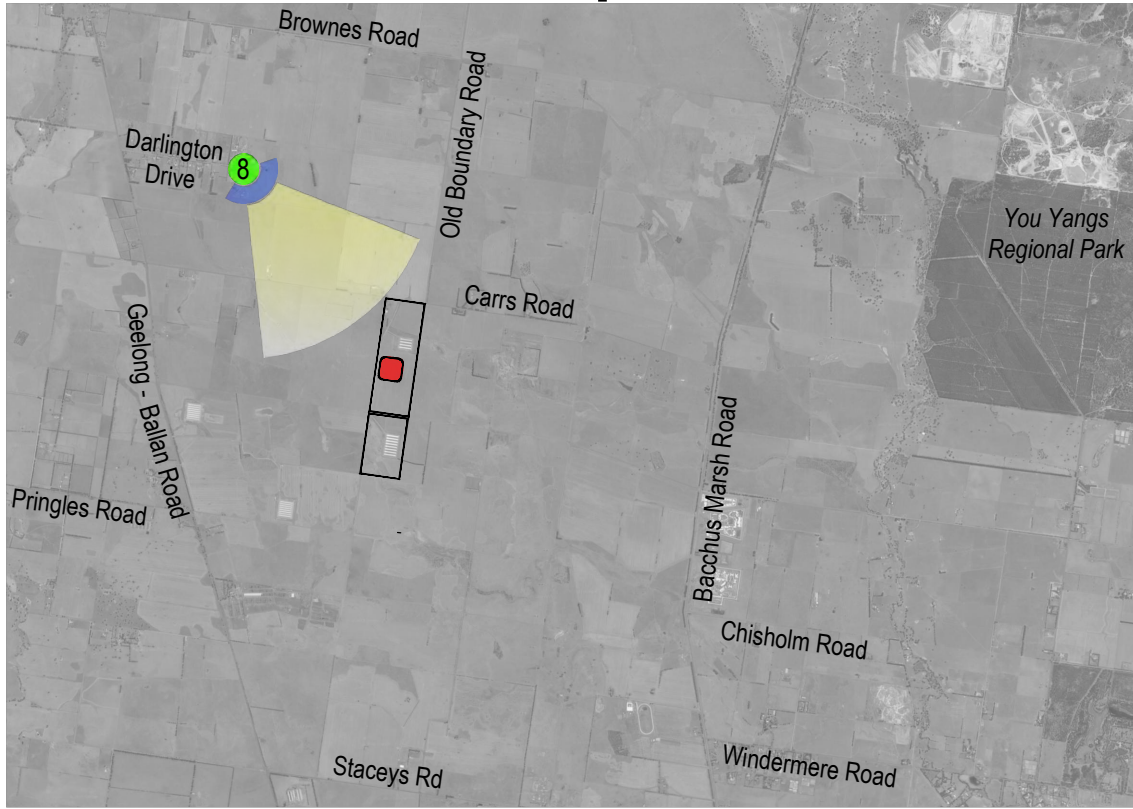 Brownes Road
Old Boundary Road
Darlington
Drive
8
You Yangs
Regional Park
Carrs Road
Geelong - Ballan Road
Bacchus Marsh Road
Pringles Road
Chisholm Road
Windermere Road
Staceys Rd